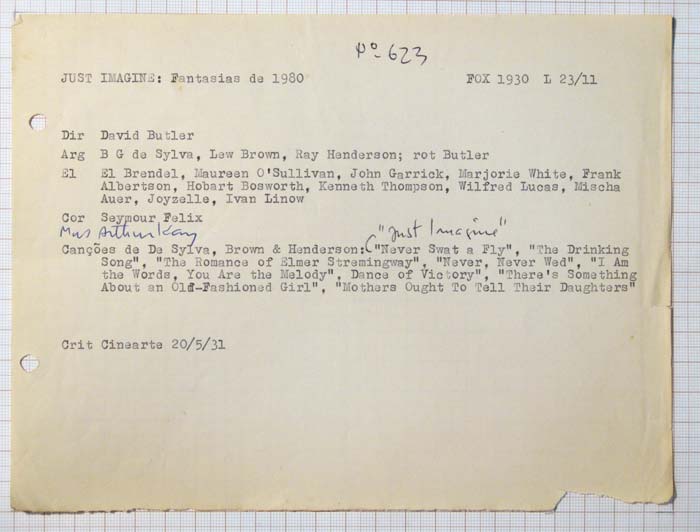 Nº 623
JUST IMAGINE: Fantasias de 1980 FOX 1930 L 23/11
Dir David Butler
Arg B G de Sylva, Lew Brown, Ray Henderson; rot Butler
El El Brendel, Maureen O'Sullivan, John Garrick, Marjorie White, Frank
Albertson, Hobart Bosworth, Kenneth Thompson, Wilfred Lucas, Mischa
Auer, Joyzelle, Ivan Linow
Cor Seymour Felix
Mus Arthur Kay "Just Imagine"
Canções de De Sylva, Brown & Henderson: "Never Swat a Fly", "The Drinking
Song", "The Romance of Elmer Stremingway", "Never, Never Wed", "I Am
the Words, You Are the Melody", Dance of Victory", "There's Something
About an Old-Fashioned Girl", "Mothers Ought To Tell Their Daughters"
Crit Cinearte 20/5/31